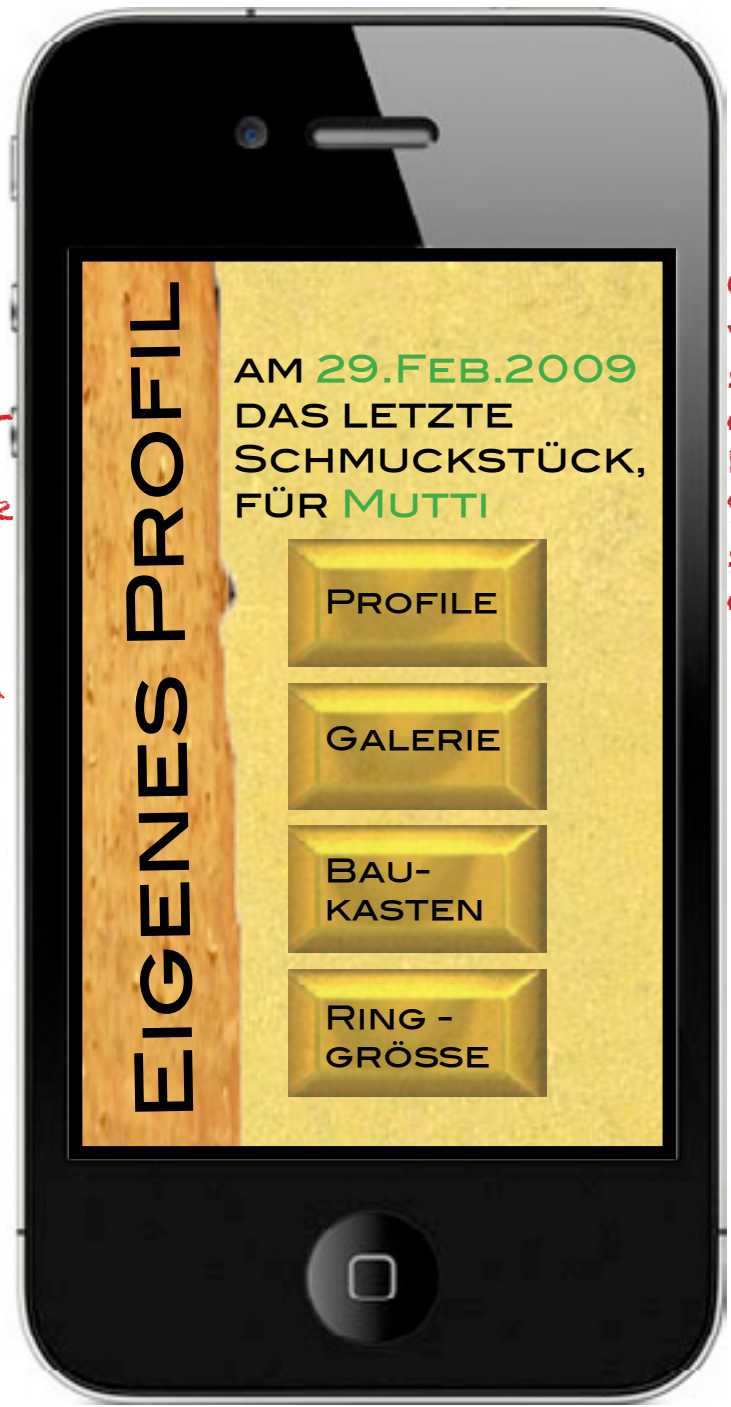 Eigenes Profil
am 29.Feb.2009
das letzte
Schmuckstück,
für Mutti
Profile
Galerie
Bau-
kasten
Ring -
grösse